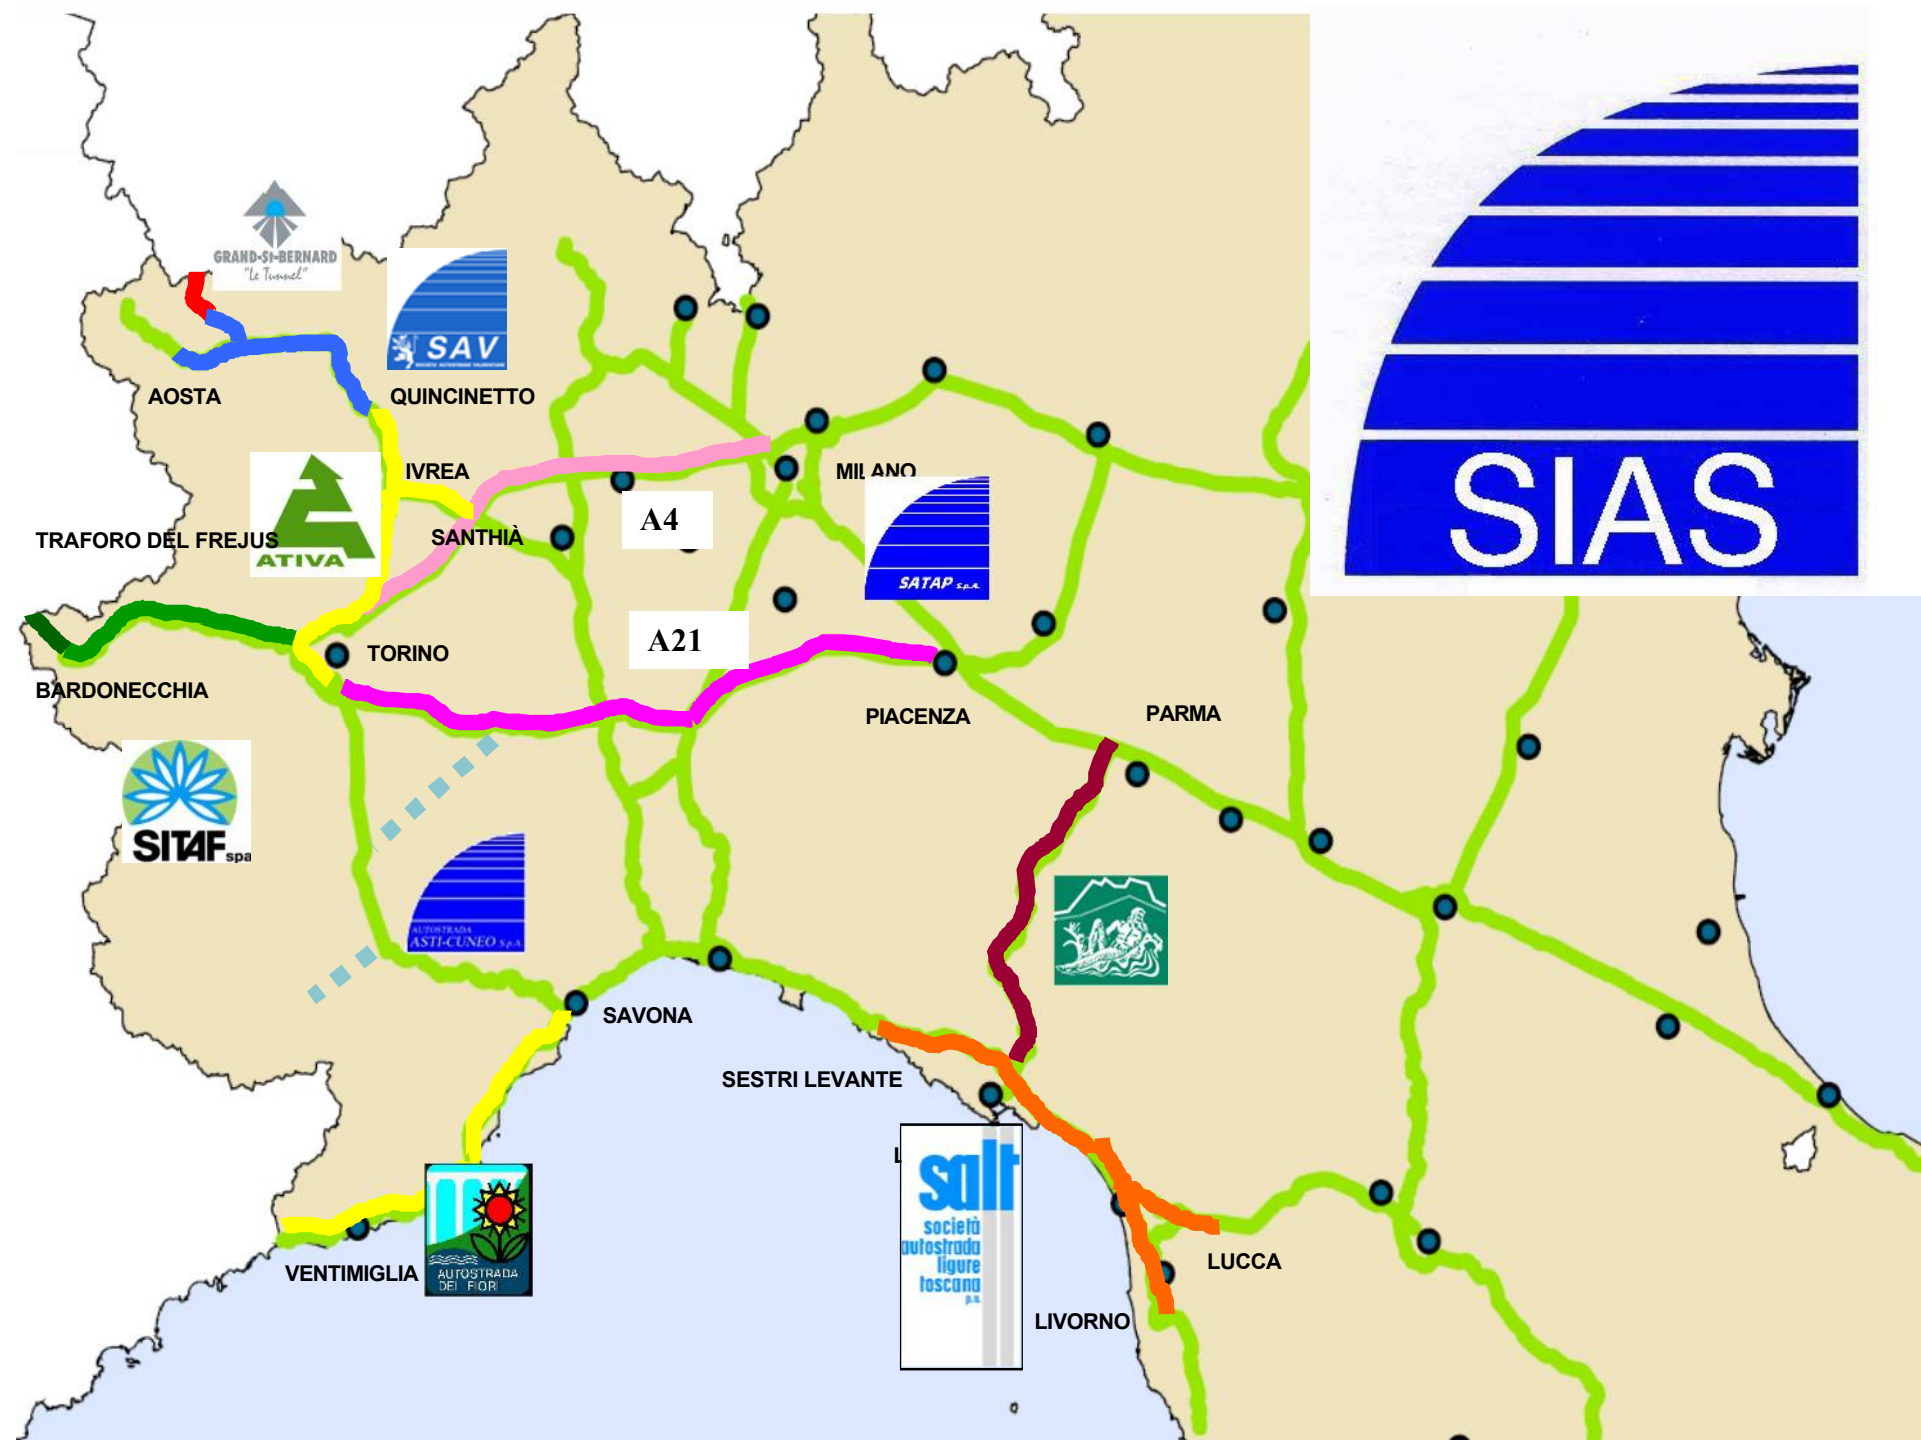 GRAND-St-BERNARD
"Le Tunnel"
SAV
AOSTA
QUINCINETTO
SIAS
IVREA
MILANO
A4
TRAFORO DEL FREJUS
ATIVA
SANTHIÀ
SATAP S.p.A.
A21
TORINO
BARDONECCHIA
PIACENZA
PARMA
SITAF spa
AUTOSTRADA
ASTI-CUNEO S.p.A.
SAVONA
SESTRI LEVANTE
L
salt
società
autostrada
ligure
toscana
p.a.
VENTIMIGLIA
AUTOSTRADA
DEI FIORI
LUCCA
LIVORNO